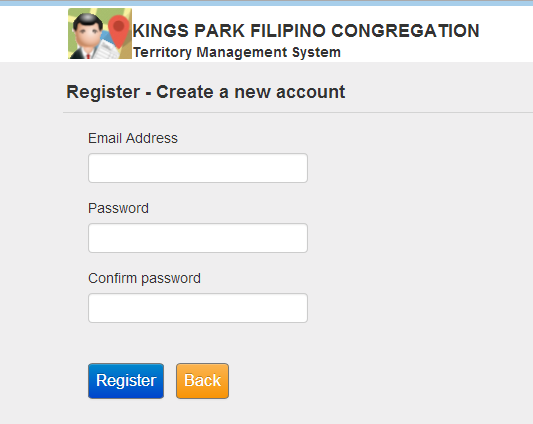 KINGS PARK FILIPINO CONGREGATION
Territory Management System
Register - Create a new account
Email Address
Password
Confirm password
Register
Back